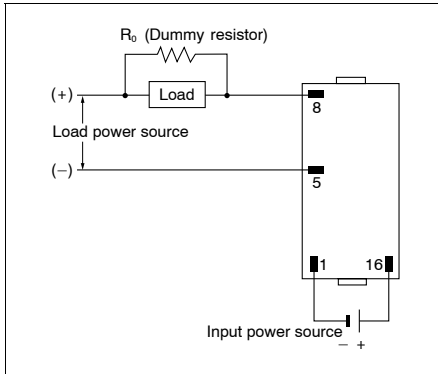 R₀ (Dummy resistor)
(+)
Load
8
Load power source
(−)
5
1
16
Input power source
− +